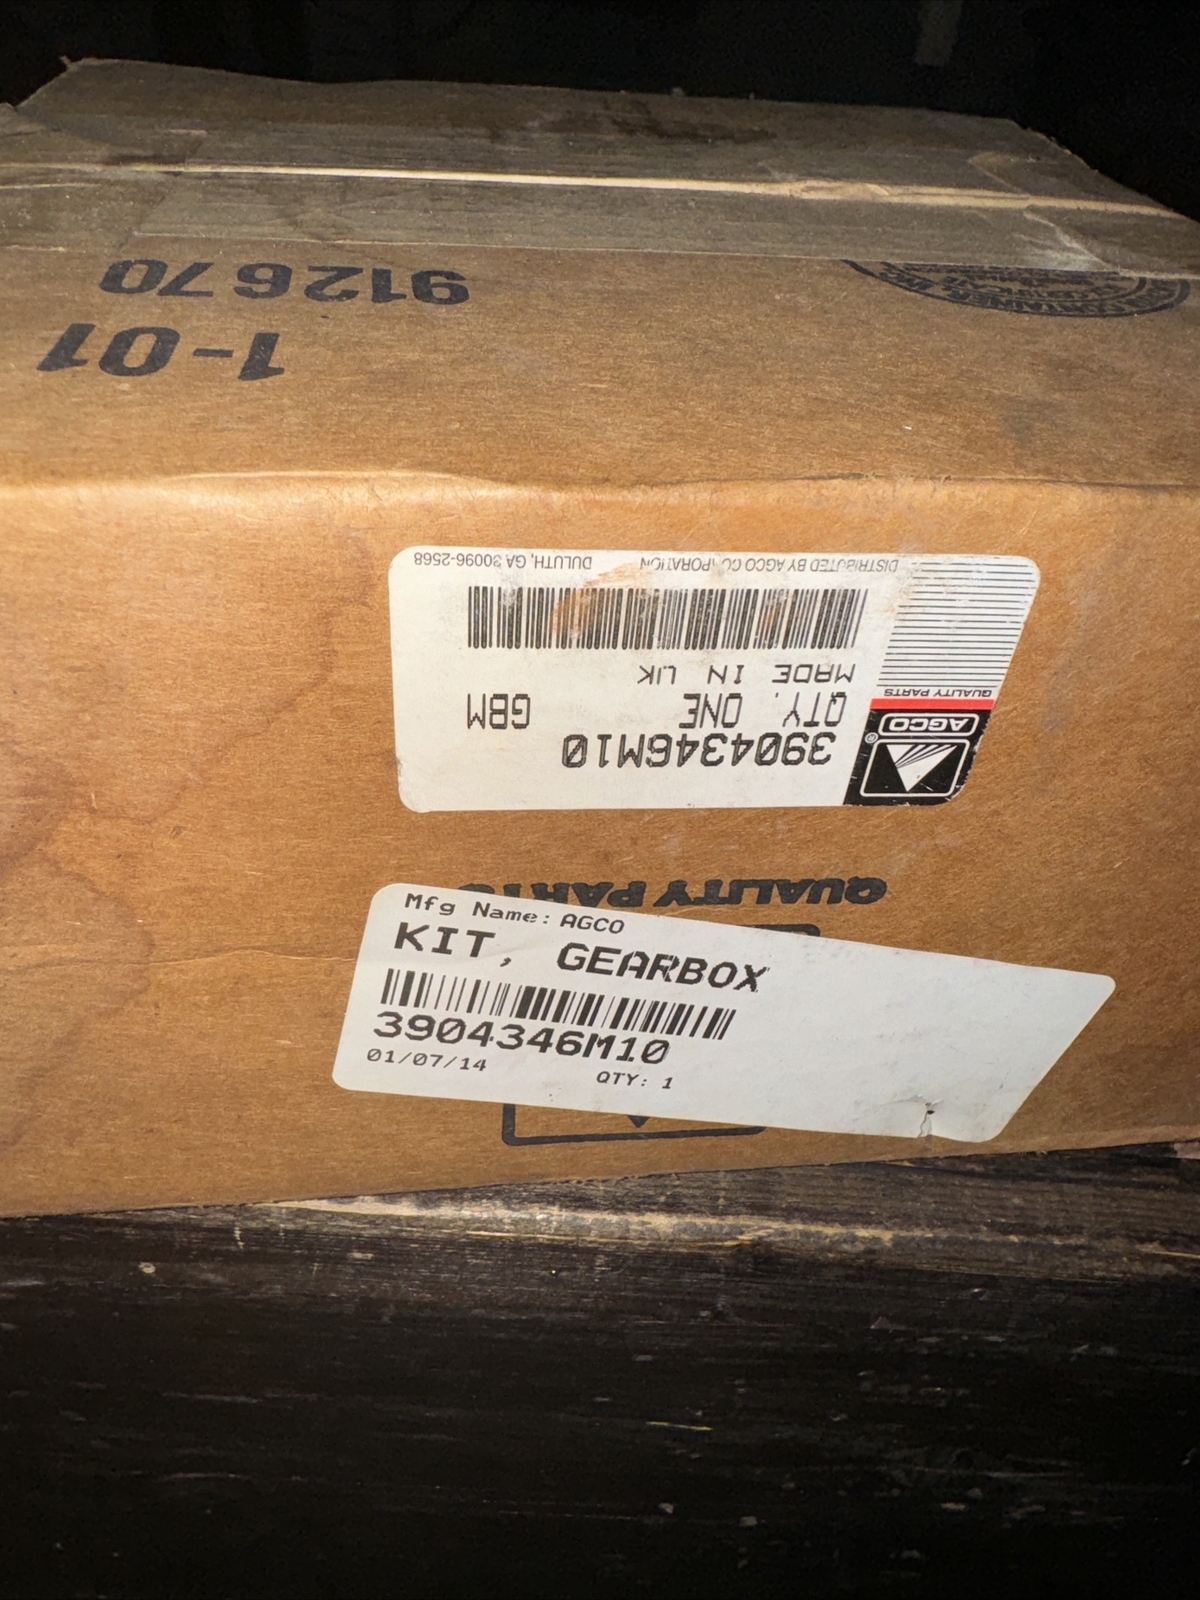 912670
1-01
CONTAINER
3904346M10
QTY. ONE GBM
MADE IN UK
DISTRIBUTED BY AGCO CORPORATION DULUTH, GA 30096-2568
AGCO
®
QUALITY PARTS
QUALITY PARTS
Mfg Name: AGCO
KIT, GEARBOX
3904346M10
01/07/14 QTY: 1